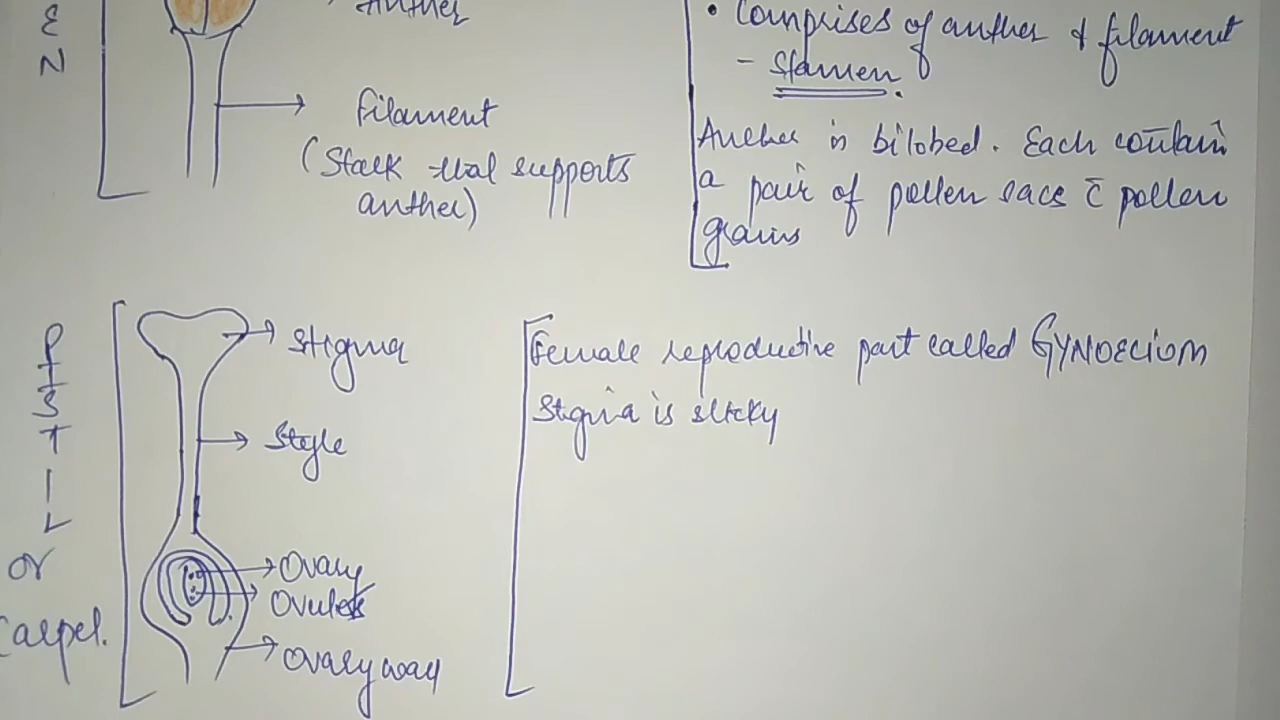 E
N
Anther
Filament
(Stalk that supports
anther)
• Comprises of anther & filament
- Stamen.
Anther is bilobed. Each contain
a pair of pollen sacs c̄ pollen
grains
P
I
S
T
I
L
or
Carpel.
Stigma
Style
Ovary
Ovules
Ovary way
Female reproductive part called GYNOECIUM
Stigma is sticky